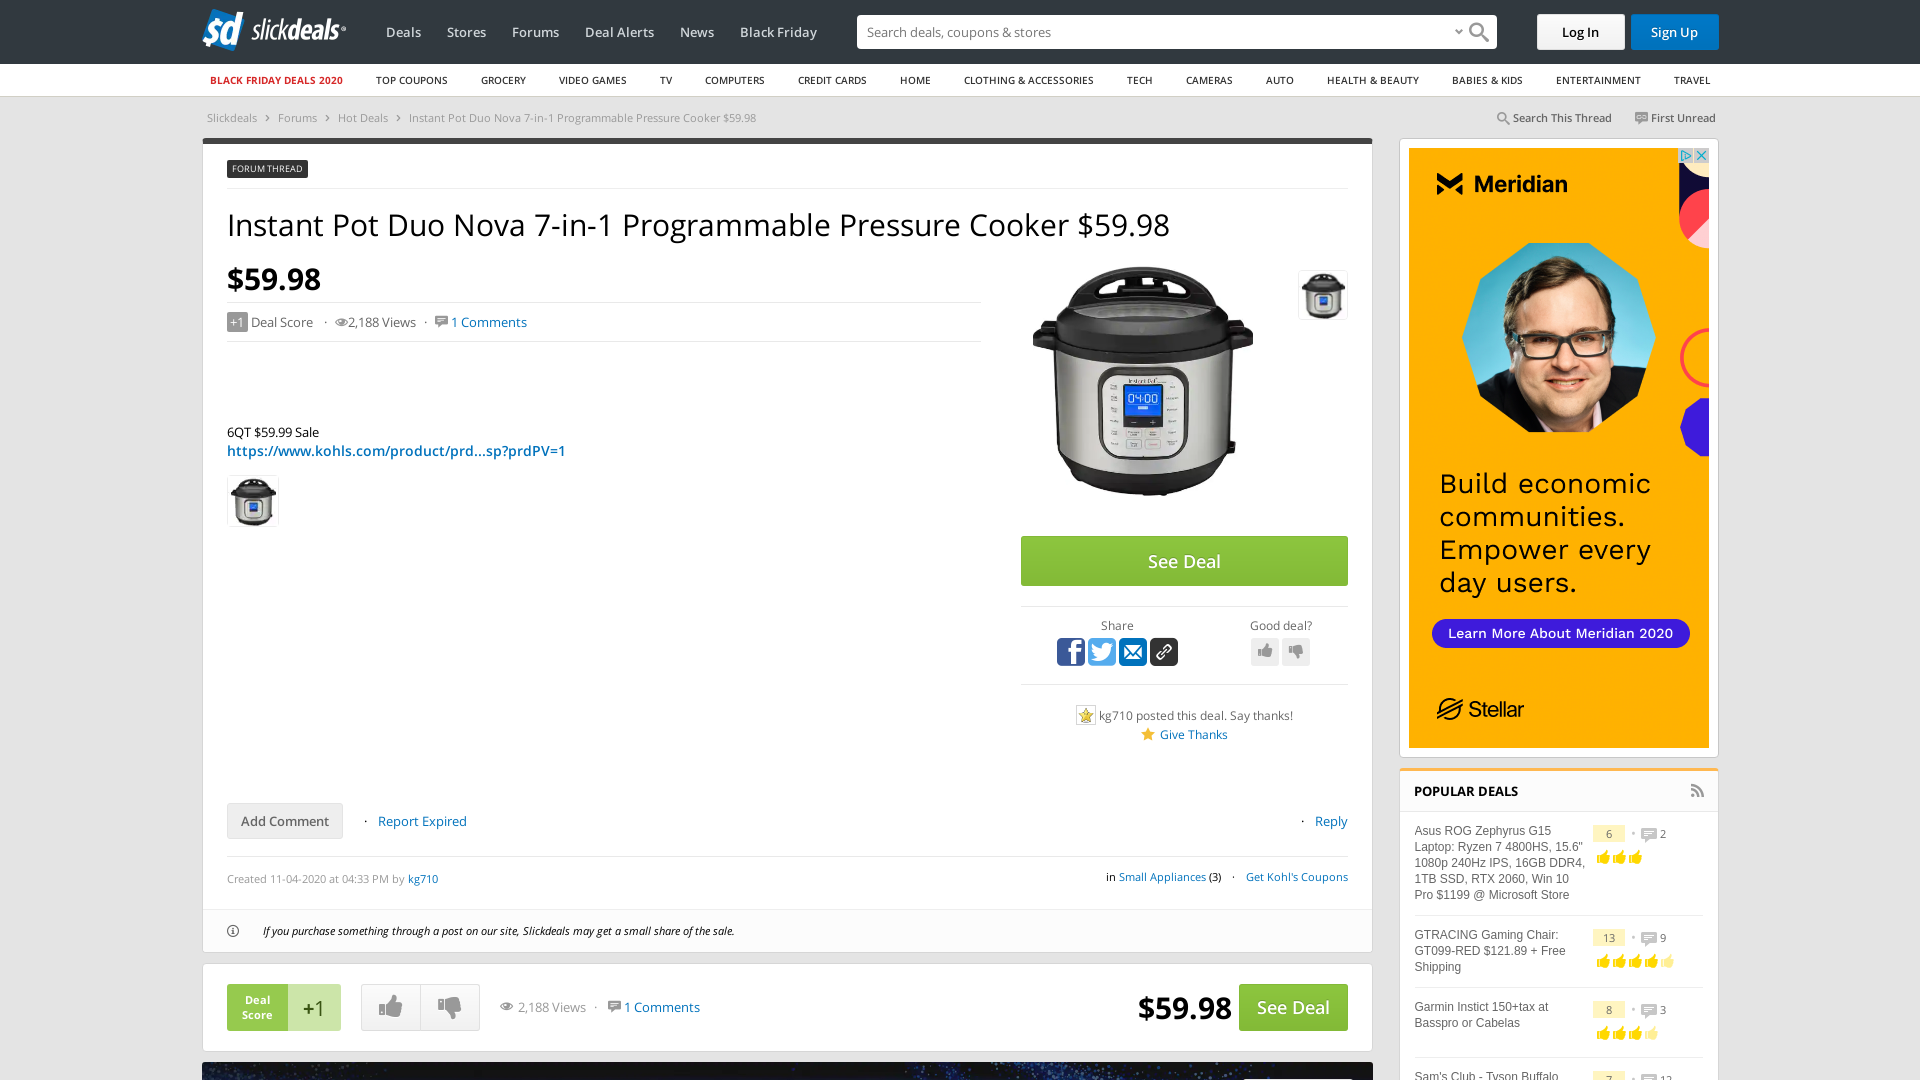 sd slickdeals
Deals Stores Forums Deal Alerts News Black Friday
Search deals, coupons & stores
Log In
Sign Up
BLACK FRIDAY DEALS 2020 TOP COUPONS GROCERY VIDEO GAMES TV COMPUTERS CREDIT CARDS HOME CLOTHING & ACCESSORIES TECH CAMERAS AUTO HEALTH & BEAUTY BABIES & KIDS ENTERTAINMENT TRAVEL
Slickdeals > Forums > Hot Deals > Instant Pot Duo Nova 7-in-1 Programmable Pressure Cooker $59.98
Search This Thread First Unread
FORUM THREAD
Instant Pot Duo Nova 7-in-1 Programmable Pressure Cooker $59.98
$59.98
+1 Deal Score · 2,188 Views · 1 Comments
6QT $59.99 Sale
https://www.kohls.com/product/prd...sp?prdPV=1
Instant Pot
04:00
See Deal
Share
Good deal?
kg710 posted this deal. Say thanks!
Give Thanks
Add Comment · Report Expired
· Reply
Created 11-04-2020 at 04:33 PM by kg710
in Small Appliances (3) · Get Kohl's Coupons
If you purchase something through a post on our site, Slickdeals may get a small share of the sale.
Deal
Score
+1
2,188 Views · 1 Comments
$59.98
See Deal
Meridian
Build economic
communities.
Empower every
day users.
Learn More About Meridian 2020
Stellar
POPULAR DEALS
Asus ROG Zephyrus G15
Laptop: Ryzen 7 4800HS, 15.6"
1080p 240Hz IPS, 16GB DDR4,
1TB SSD, RTX 2060, Win 10
Pro $1199 @ Microsoft Store
6 • 2
GTRACING Gaming Chair:
GT099-RED $121.89 + Free
Shipping
13 • 9
Garmin Instict 150+tax at
Basspro or Cabelas
8 • 3
Sam's Club - Tyson Buffalo
7 • 12